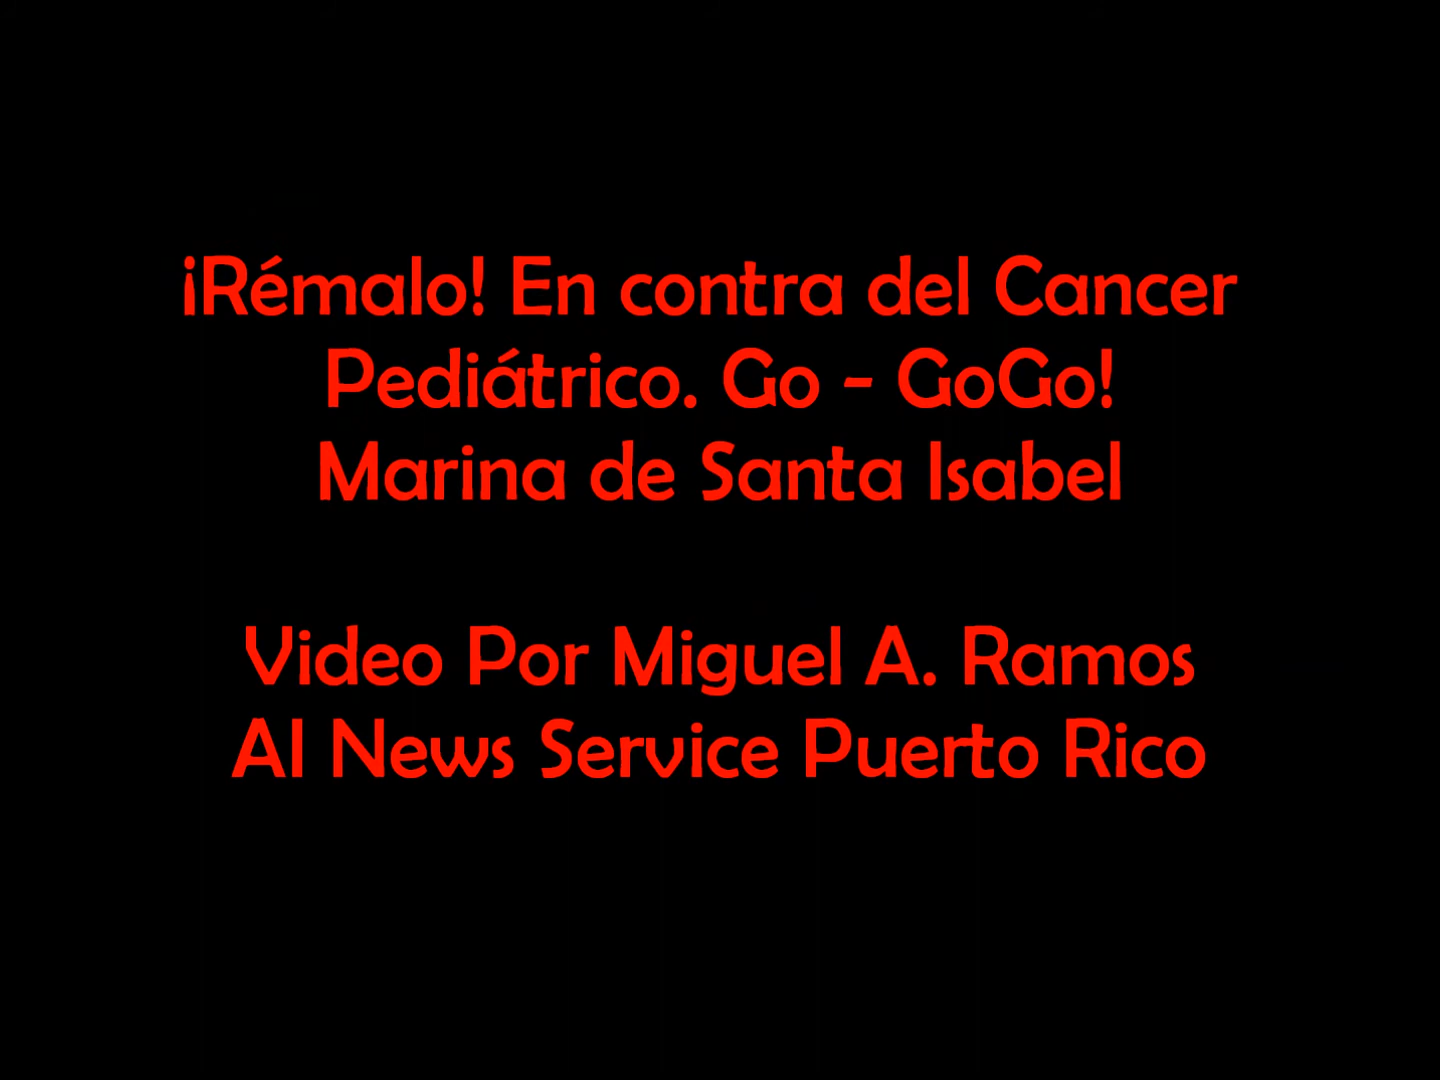 ¡Rémalo! En contra del Cancer
Pediátrico. Go - GoGo!
Marina de Santa Isabel
Video Por Miguel A. Ramos
AI News Service Puerto Rico